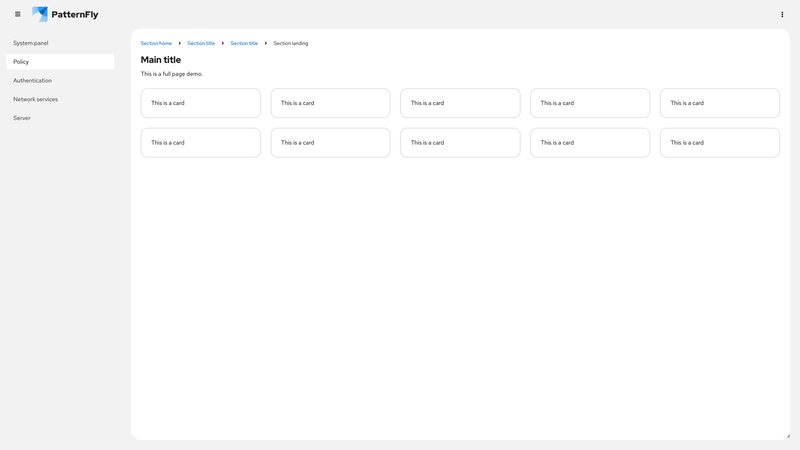 PatternFly
System panel
Policy
Authentication
Network services
Server
Section home Section title Section title Section landing
Main title
This is a full page demo.
This is a card This is a card This is a card This is a card This is a card
This is a card This is a card This is a card This is a card This is a card